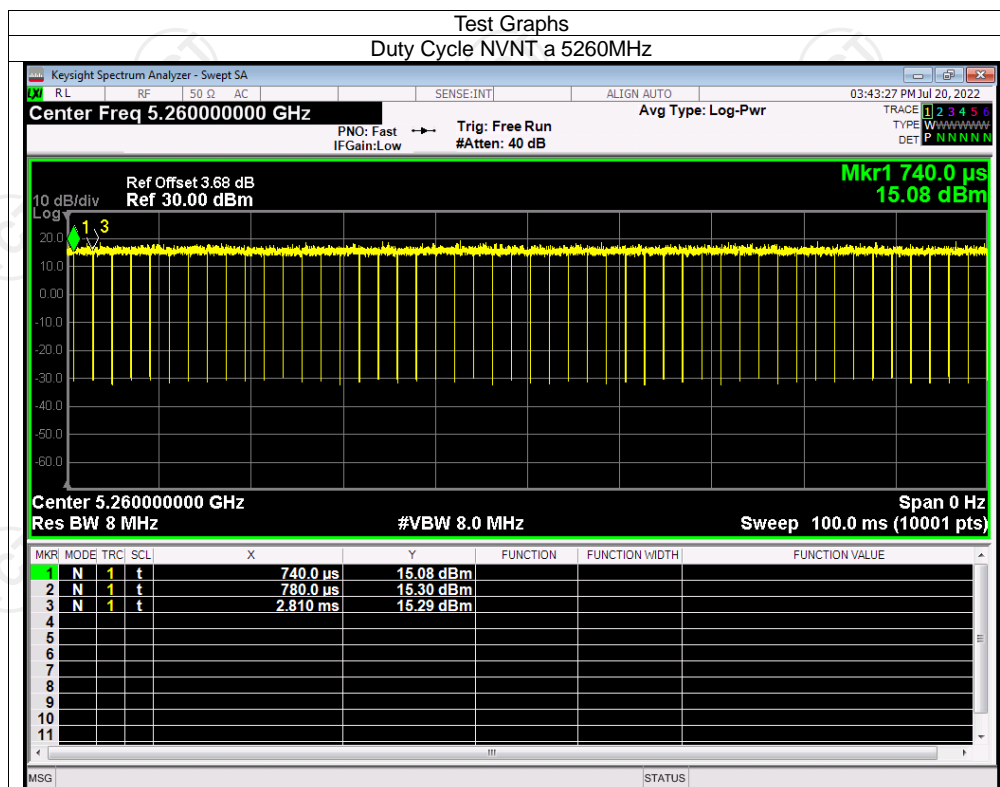 Test Graphs
Duty Cycle NVNT a 5260MHz
Keysight Spectrum Analyzer - Swept SA
LXI RL RF 50 Ω AC SENSE:INT ALIGN AUTO 03:43:27 PM Jul 20, 2022
Center Freq 5.260000000 GHz Avg Type: Log-Pwr TRACE 1 2 3 4 5 6
PNO: Fast Trig: Free Run TYPE WWWWWW
IFGain:Low #Atten: 40 dB DET P N N N N N
Mkr1 740.0 µs
15.08 dBm
Ref Offset 3.68 dB
10 dB/div Ref 30.00 dBm
Log
1 3
20.0
10.0
0.00
-10.0
-20.0
-30.0
-40.0
-50.0
-60.0
Center 5.260000000 GHz Span 0 Hz
Res BW 8 MHz #VBW 8.0 MHz Sweep 100.0 ms (10001 pts)
MKR MODE TRC SCL X Y FUNCTION FUNCTION WIDTH FUNCTION VALUE
1 N 1 t 740.0 µs 15.08 dBm
2 N 1 t 780.0 µs 15.30 dBm
3 N 1 t 2.810 ms 15.29 dBm
4
5
6
7
8
9
10
11
MSG STATUS